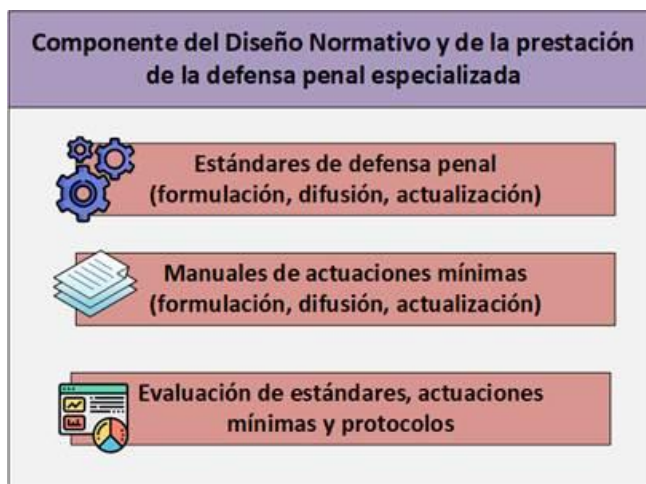 Componente del Diseño Normativo y de la prestación
de la defensa penal especializada
Estándares de defensa penal
(formulación, difusión, actualización)
Manuales de actuaciones mínimas
(formulación, difusión, actualización)
Evaluación de estándares, actuaciones
mínimas y protocolos